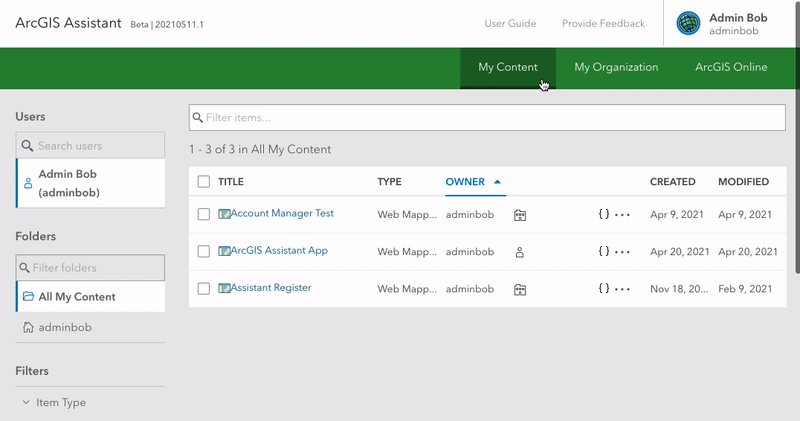 ArcGIS Assistant Beta | 20210511.1
User Guide Provide Feedback
Admin Bob
adminbob
My Content My Organization ArcGIS Online
Users
Search users
Admin Bob
(adminbob)
Folders
Filter folders
All My Content
adminbob
Filters
Item Type
Filter items...
1 - 3 of 3 in All My Content
TITLE TYPE OWNER CREATED MODIFIED
Account Manager Test Web Mapp... adminbob { } ••• Apr 9, 2021 Apr 9, 2021
ArcGIS Assistant App Web Mapp... adminbob { } ••• Apr 20, 2021 Apr 20, 2021
Assistant Register Web Mapp... adminbob { } ••• Nov 18, 20... Feb 9, 2021